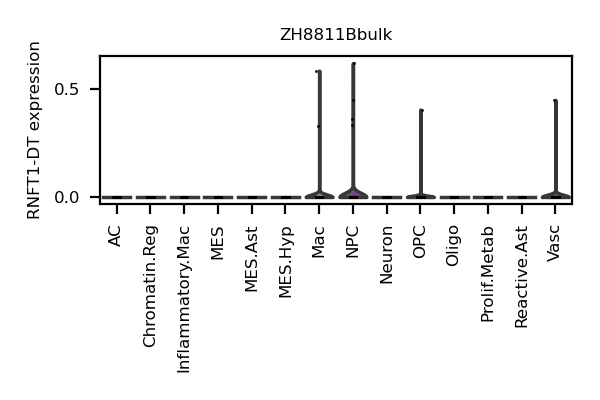 ZH8811Bbulk
RNFT1-DT expression
0.5
0.0
AC
Chromatin.Reg
Inflammatory.Mac
MES
MES.Ast
MES.Hyp
Mac
NPC
Neuron
OPC
Oligo
Prolif.Metab
Reactive.Ast
Vasc